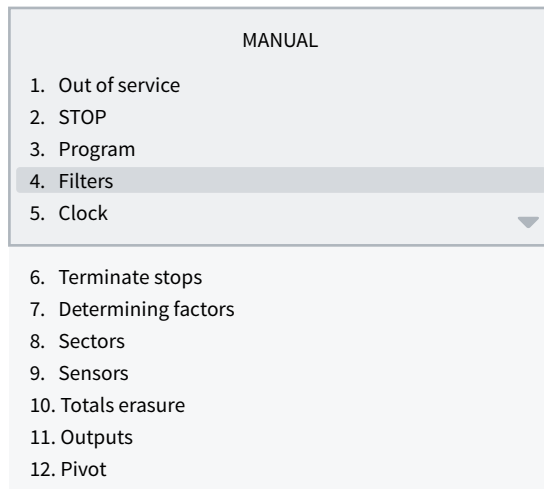 MANUAL
1. Out of service
2. STOP
3. Program
4. Filters
5. Clock
6. Terminate stops
7. Determining factors
8. Sectors
9. Sensors
10. Totals erasure
11. Outputs
12. Pivot